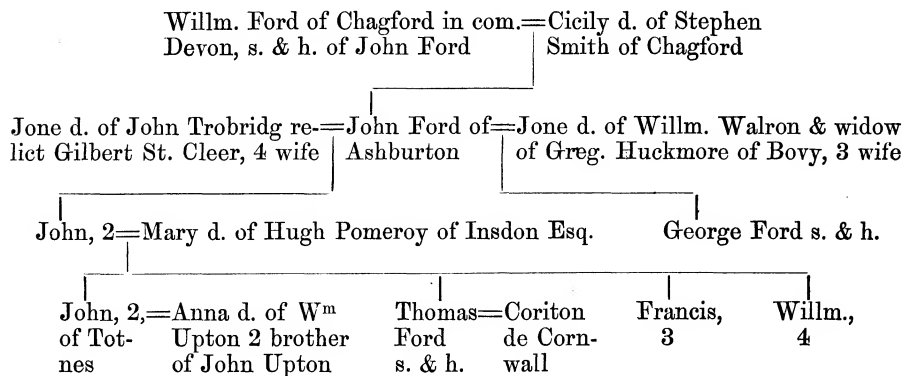 Willm. Ford of Chagford in com.=Cicily d. of Stephen
Devon, s. & h. of John Ford Smith of Chagford
Jone d. of John Trobridg re-=John Ford of=Jone d. of Willm. Walron & widow
lict Gilbert St. Cleer, 4 wife Ashburton of Greg. Huckmore of Bovy, 3 wife
John, 2=Mary d. of Hugh Pomeroy of Insdon Esq. George Ford s. & h.
John, 2,=Anna d. of Wm Thomas=Coriton Francis, Willm.,
of Tot- Upton 2 brother Ford de Corn- 3 4
nes of John Upton s. & h. wall